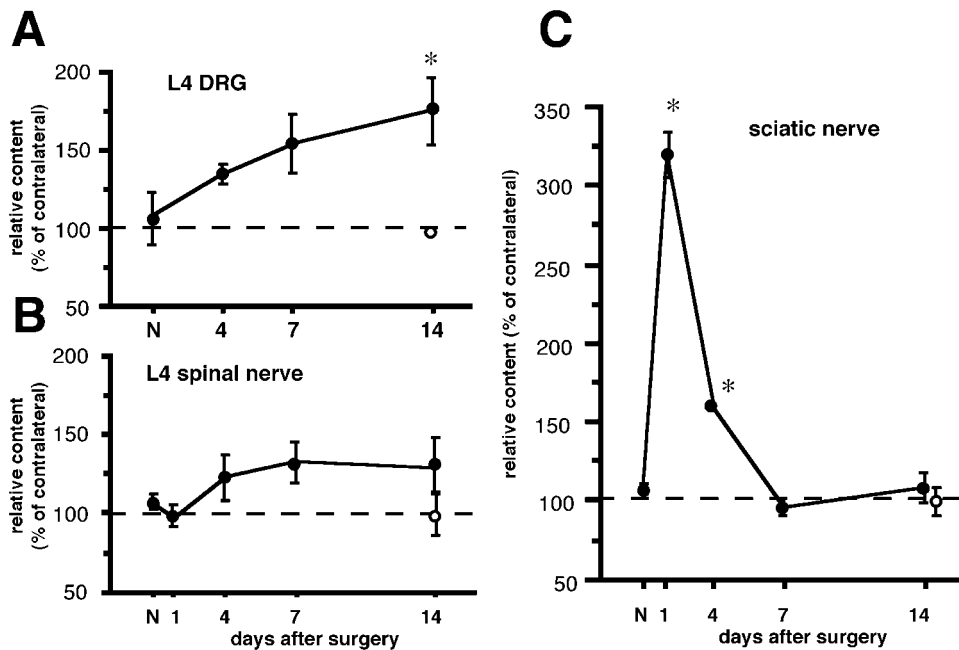 A
L4 DRG
*
200
150
100
50
relative content
(% of contralateral)
N 4 7 14
B
L4 spinal nerve
200
150
100
50
relative content
(% of contralateral)
N 1 4 7 14
days after surgery
C
sciatic nerve
*
*
350
300
250
200
150
100
50
relative content (% of contralateral)
N 1 4 7 14
days after surgery